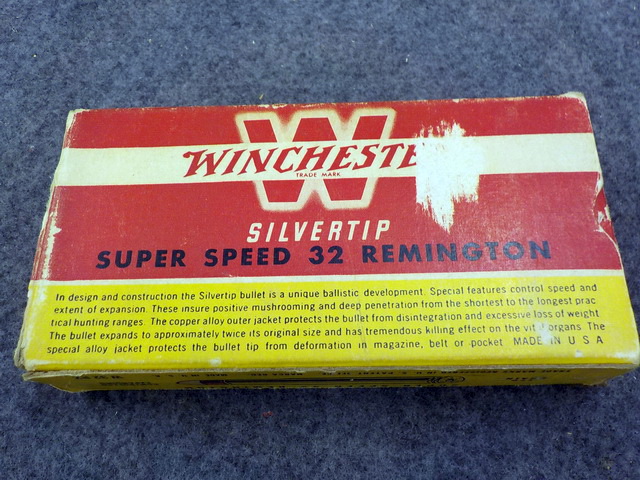 W
WINCHESTE
TRADE MARK
SILVERTIP
SUPER SPEED 32 REMINGTON
In design and construction the Silvertip bullet is a unique ballistic development. Special features control speed and
extent of expansion. These insure positive mushrooming and deep penetration from the shortest to the longest prac
tical hunting ranges. The copper alloy outer jacket protects the bullet from disintegration and excessive loss of weight
The bullet expands to approximately twice its original size and has tremendous killing effect on the vit organs The
special alloy jacket protects the bullet tip from deformation in magazine, belt or pocket MADE IN U S A